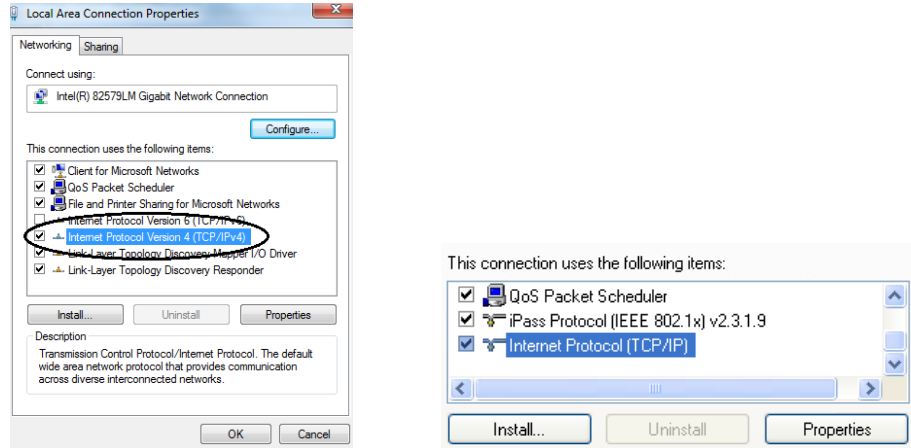 Local Area Connection Properties
Networking
Sharing
Connect using:
Intel(R) 82579LM Gigabit Network Connection
Configure...
This connection uses the following items:
Client for Microsoft Networks
QoS Packet Scheduler
File and Printer Sharing for Microsoft Networks
Internet Protocol Version 6 (TCP/IPv6)
Internet Protocol Version 4 (TCP/IPv4)
Link-Layer Topology Discovery Mapper I/O Driver
Link-Layer Topology Discovery Responder
Install...
Uninstall
Properties
Description
Transmission Control Protocol/Internet Protocol. The default
wide area network protocol that provides communication
across diverse interconnected networks.
OK
Cancel
This connection uses the following items:
QoS Packet Scheduler
iPass Protocol (IEEE 802.1x) v2.3.1.9
Internet Protocol (TCP/IP)
Install...
Uninstall
Properties